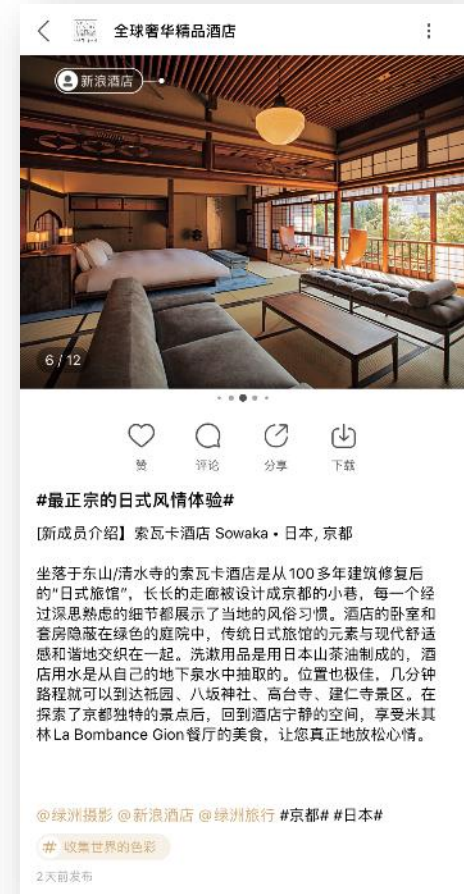 全球奢华精品酒店
新浪酒店
6 / 12
赞 评论 分享 下载
#最正宗的日式风情体验#
[新成员介绍】索瓦卡酒店 Sowaka • 日本, 京都
坐落于东山/清水寺的索瓦卡酒店是从100多年建筑修复后
的“日式旅馆”，长长的走廊被设计成京都的小巷，每一个经
过深思熟虑的细节都展示了当地的风俗习惯。酒店的卧室和
套房隐蔽在绿色的庭院中，传统日式旅馆的元素与现代舒适
感和谐地交织在一起。洗漱用品是用日本山茶油制成的，酒
店用水是从自己的地下泉水中抽取的。位置也极佳，几分钟
路程就可以到达祗园、八坂神社、高台寺、建仁寺景区。在
探索了京都独特的景点后，回到酒店宁静的空间，享受米其
林La Bombance Gion餐厅的美食，让您真正地放松心情。
@绿洲摄影 @新浪酒店 @绿洲旅行 #京都# #日本#
# 收集世界的色彩
2天前发布